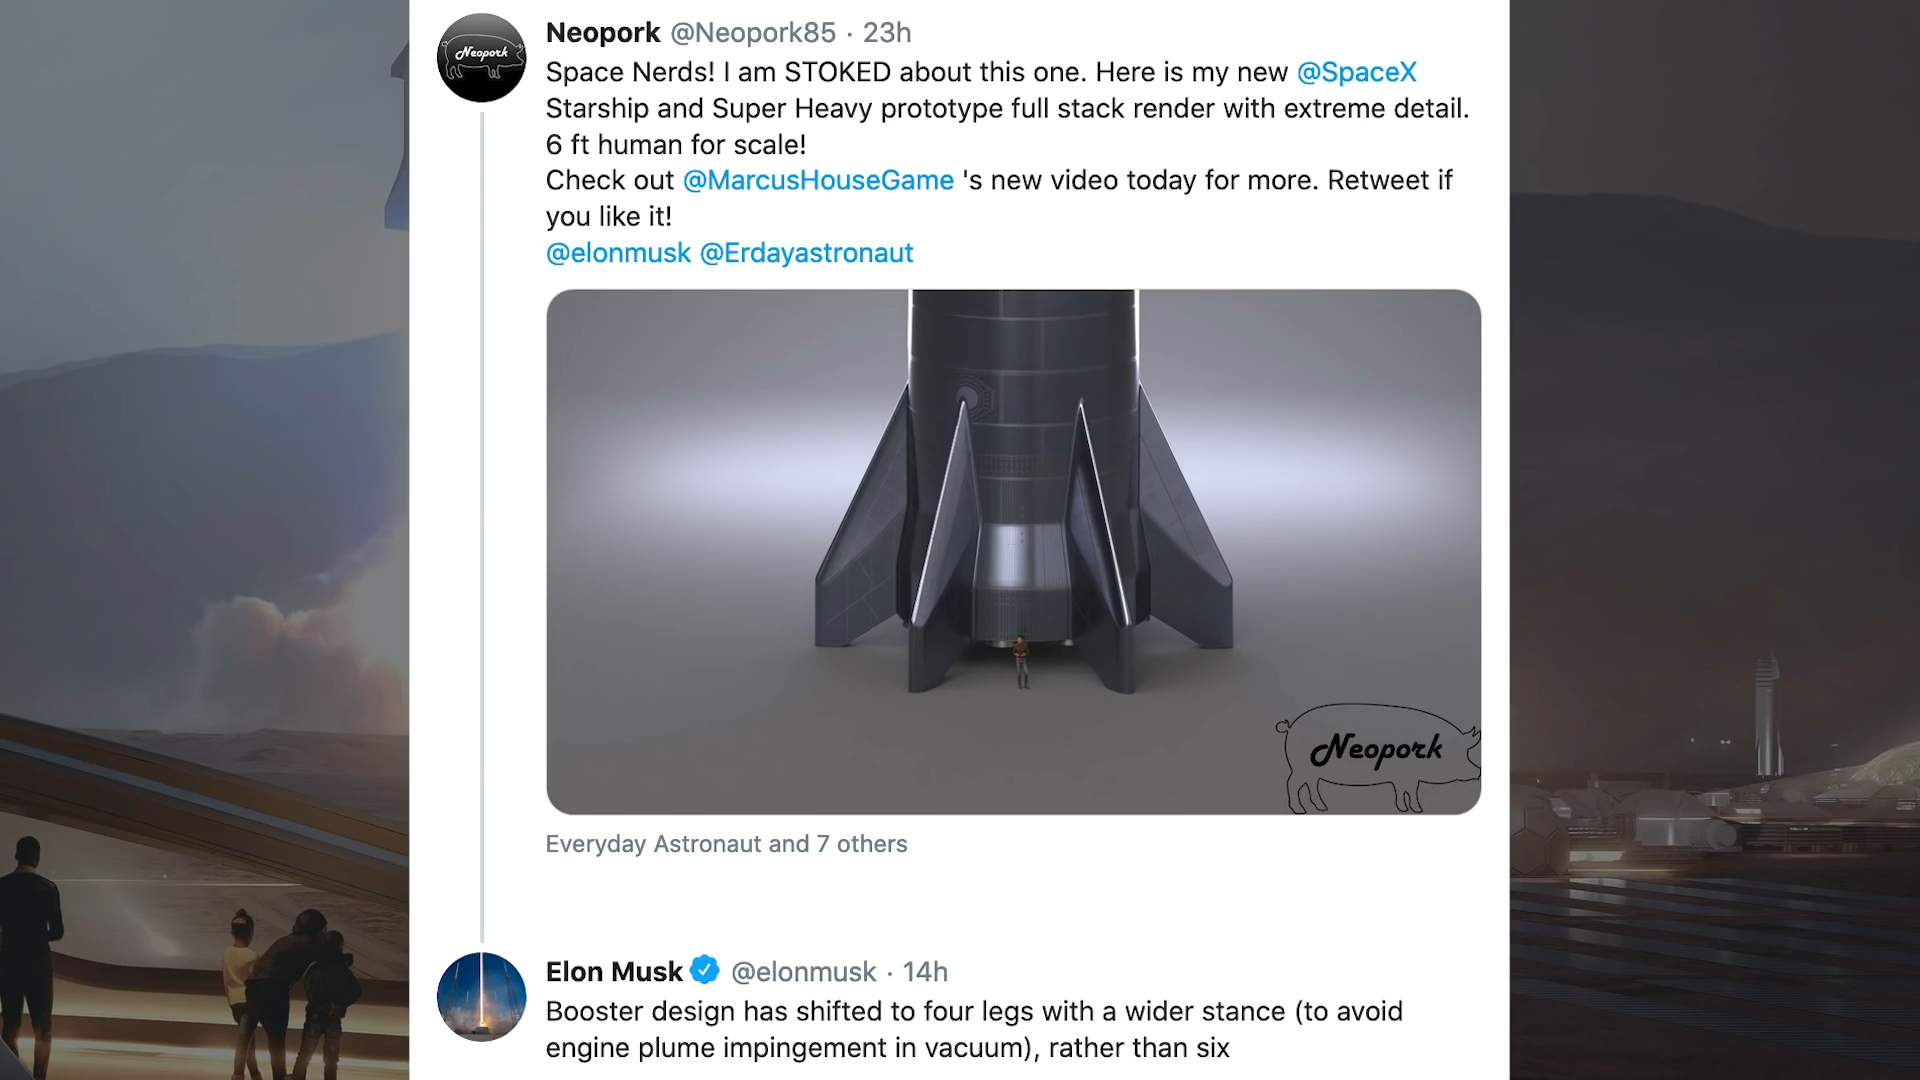 Neopork @Neopork85 · 23h
Neopork
Space Nerds! I am STOKED about this one. Here is my new @SpaceX
Starship and Super Heavy prototype full stack render with extreme detail.
6 ft human for scale!
Check out @MarcusHouseGame 's new video today for more. Retweet if
you like it!
@elonmusk @Erdayastronaut
Neopork
Everyday Astronaut and 7 others
Elon Musk @elonmusk · 14h
Booster design has shifted to four legs with a wider stance (to avoid
engine plume impingement in vacuum), rather than six